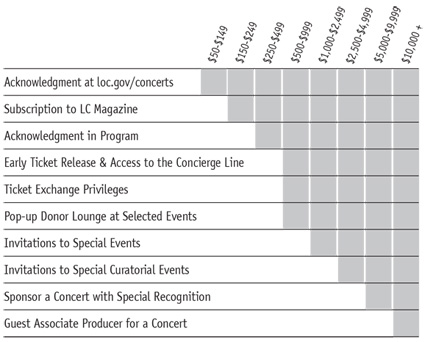 $50-$149
$150-$249
$250-$499
$500-$999
$1,000-$2,499
$2,500-$4,999
$5,000-$9,999
$10,000 +
Acknowledgment at loc.gov/concerts
Subscription to LC Magazine
Acknowledgment in Program
Early Ticket Release & Access to the Concierge Line
Ticket Exchange Privileges
Pop-up Donor Lounge at Selected Events
Invitations to Special Events
Invitations to Special Curatorial Events
Sponsor a Concert with Special Recognition
Guest Associate Producer for a Concert